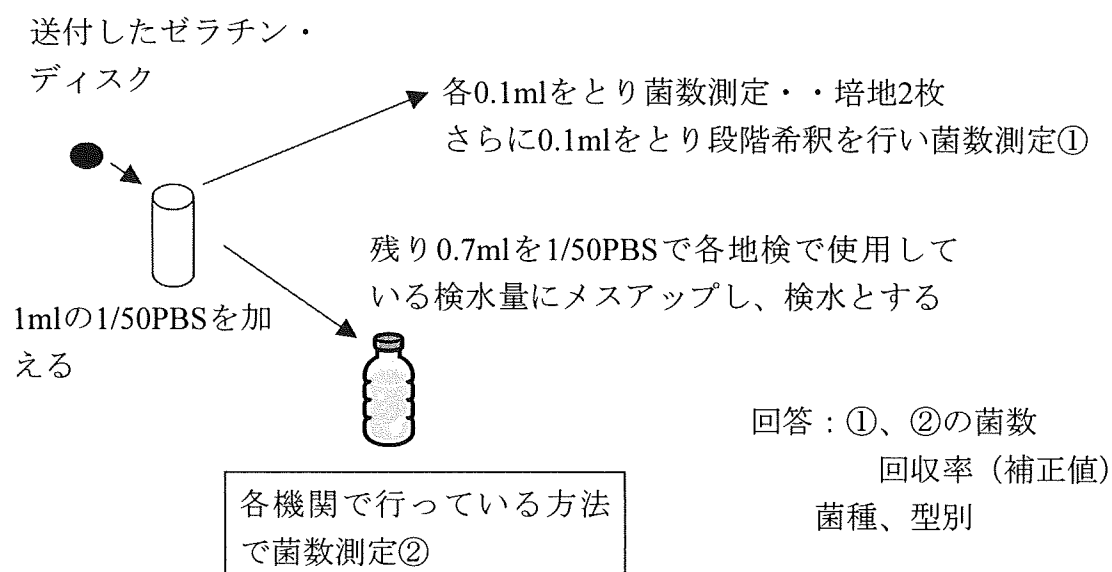 送付したゼラチン・
ディスク
各0.1mlをとり菌数測定・・培地2枚
さらに0.1mlをとり段階希釈を行い菌数測定①
1mlの1/50PBSを加
える
残り0.7mlを1/50PBSで各地検で使用して
いる検水量にメスアップし、検水とする
各機関で行っている方法
で菌数測定②
回答：①、②の菌数
回収率（補正値）
菌種、型別